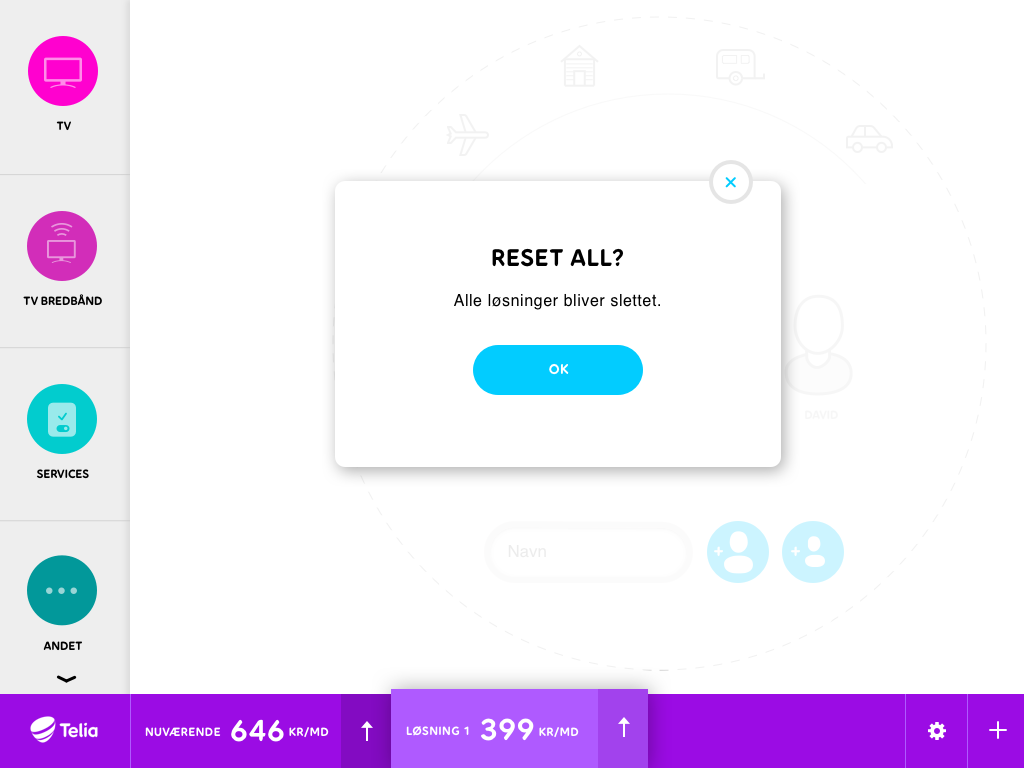 TV
TV BREDBÅND
SERVICES
ANDET
RESET ALL?
Alle løsninger bliver slettet.
OK
DAVID
Navn
Telia
NUVÆRENDE 646 KR/MD
LØSNING 1 399 KR/MD